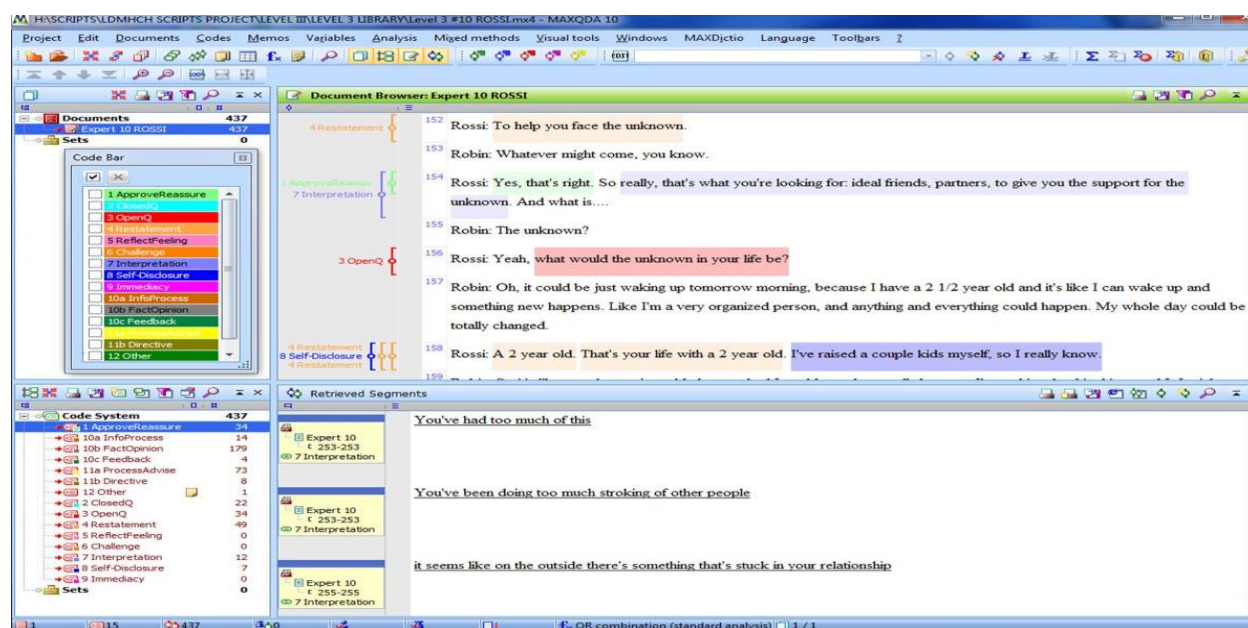 H:\SCRIPTS\LDMHCH SCRIPTS PROJECT\LEVEL III\LEVEL 3 LIBRARY\Level 3 #10 ROSSI.mx4 - MAXQDA 10
Project Edit Documents Codes Memos Variables Analysis Mixed methods Visual tools Windows MAXDictio Language Toolbars ?
Documents 437
Expert 10 ROSSI 437
Sets 0
Code Bar
1 ApproveReassure
2 ClosedQ
3 OpenQ
4 Restatement
5 ReflectFeeling
6 Challenge
7 Interpretation
8 Self-Disclosure
9 Immediacy
10a InfoProcess
10b FactOpinion
10c Feedback
11b Directive
12 Other
Document Browser: Expert 10 ROSSI
4 Restatement
152 Rossi: To help you face the unknown.
153 Robin: Whatever might come, you know.
1 ApproveReassur
7 Interpretation
154 Rossi: Yes, that's right. So really, that's what you're looking for: ideal friends, partners, to give you the support for the
unknown. And what is....
155 Robin: The unknown?
3 OpenQ
156 Rossi: Yeah, what would the unknown in your life be?
157 Robin: Oh, it could be just waking up tomorrow morning, because I have a 2 1/2 year old and it's like I can wake up and
something new happens. Like I'm a very organized person, and anything and everything could happen. My whole day could be
totally changed.
4 Restatement
8 Self-Disclosure
4 Restatement
158 Rossi: A 2 year old. That's your life with a 2 year old. I've raised a couple kids myself, so I really know.
159
Code System 437
1 ApproveReassure 34
10a InfoProcess 14
10b FactOpinion 179
10c Feedback 4
11a ProcessAdvise 73
11b Directive 8
12 Other 1
2 ClosedQ 22
3 OpenQ 34
4 Restatement 49
5 ReflectFeeling 0
6 Challenge 0
7 Interpretation 12
8 Self-Disclosure 7
9 Immediacy 0
Sets 0
Retrieved Segments
You've had too much of this
Expert 10
253-253
7 Interpretation
You've been doing too much stroking of other people
Expert 10
253-253
7 Interpretation
it seems like on the outside there's something that's stuck in your relationship
Expert 10
255-255
7 Interpretation
1 15 437 0 OR combination (standard analysis) 1 / 1